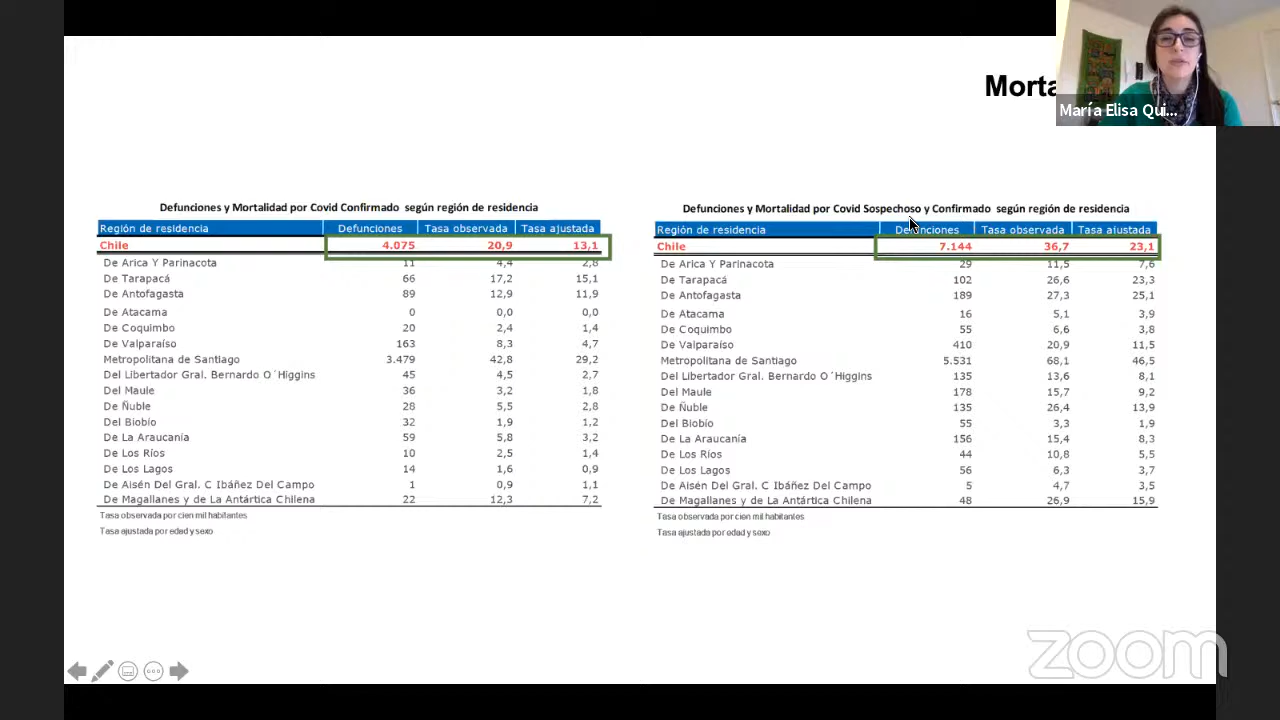 Morta
María Elisa Qui...
Defunciones y Mortalidad por Covid Confirmado según región de residencia
Región de residencia Defunciones Tasa observada Tasa ajustada
Chile 4.075 20,9 13,1
De Arica Y Parinacota 11 4,4 2,8
De Tarapacá 66 17,2 15,1
De Antofagasta 89 12,9 11,9
De Atacama 0 0,0 0,0
De Coquimbo 20 2,4 1,4
De Valparaíso 163 8,3 4,7
Metropolitana de Santiago 3.479 42,8 29,2
Del Libertador Gral. Bernardo O´Higgins 45 4,5 2,7
Del Maule 36 3,2 1,8
De Ñuble 28 5,5 2,8
Del Biobío 32 1,9 1,2
De La Araucanía 59 5,8 3,2
De Los Ríos 10 2,5 1,4
De Los Lagos 14 1,6 0,9
De Aisén Del Gral. C Ibáñez Del Campo 1 0,9 1,1
De Magallanes y de La Antártica Chilena 22 12,3 7,2
Tasa observada por cien mil habitantes
Tasa ajustada por edad y sexo
Defunciones y Mortalidad por Covid Sospechoso y Confirmado según región de residencia
Región de residencia Defunciones Tasa observada Tasa ajustada
Chile 7.144 36,7 23,1
De Arica Y Parinacota 29 11,5 7,6
De Tarapacá 102 26,6 23,3
De Antofagasta 189 27,3 25,1
De Atacama 16 5,1 3,9
De Coquimbo 55 6,6 3,8
De Valparaíso 410 20,9 11,5
Metropolitana de Santiago 5.531 68,1 46,5
Del Libertador Gral. Bernardo O´Higgins 135 13,6 8,1
Del Maule 178 15,7 9,2
De Ñuble 135 26,4 13,9
Del Biobío 55 3,3 1,9
De La Araucanía 156 15,4 8,3
De Los Ríos 44 10,8 5,5
De Los Lagos 56 6,3 3,7
De Aisén Del Gral. C Ibáñez Del Campo 5 4,7 3,5
De Magallanes y de La Antártica Chilena 48 26,9 15,9
Tasa observada por cien mil habitantes
Tasa ajustada por edad y sexo
zoom